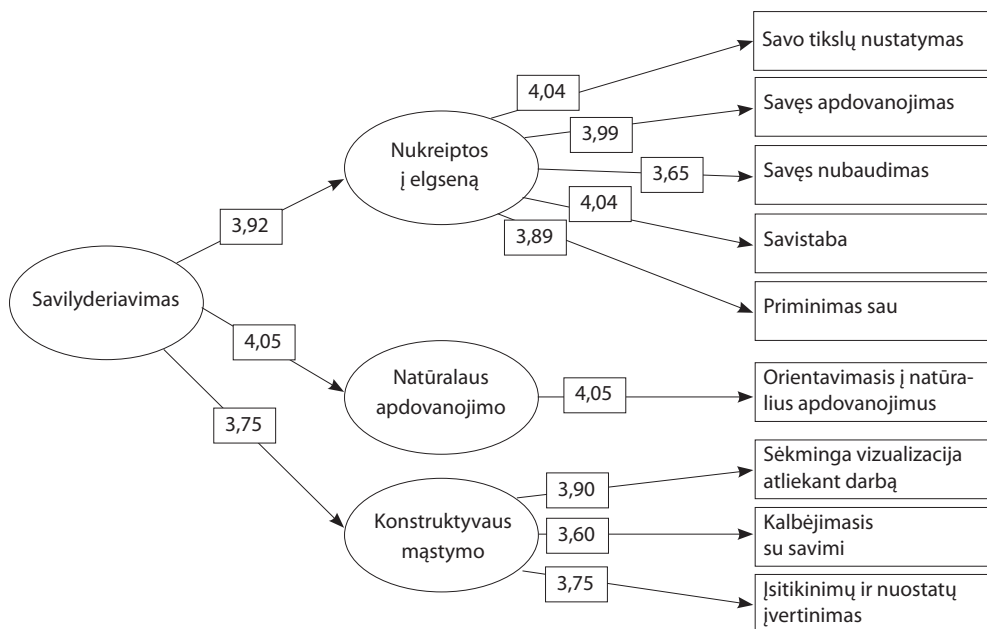 Savilyderiavimas
3,92
4,05
3,75
Nukreiptos
į elgseną
4,04
3,99
3,65
4,04
3,89
Savo tikslų nustatymas
Savęs apdovanojimas
Savęs nubaudimas
Savistaba
Priminimas sau
Natūralaus
apdovanojimo
4,05
Orientavimasis į natūra-
lius apdovanojimus
Konstruktyvaus
mąstymo
3,90
3,60
3,75
Sėkminga vizualizacija
atliekant darbą
Kalbėjimasis
su savimi
Įsitikinimų ir nuostatų
įvertinimas